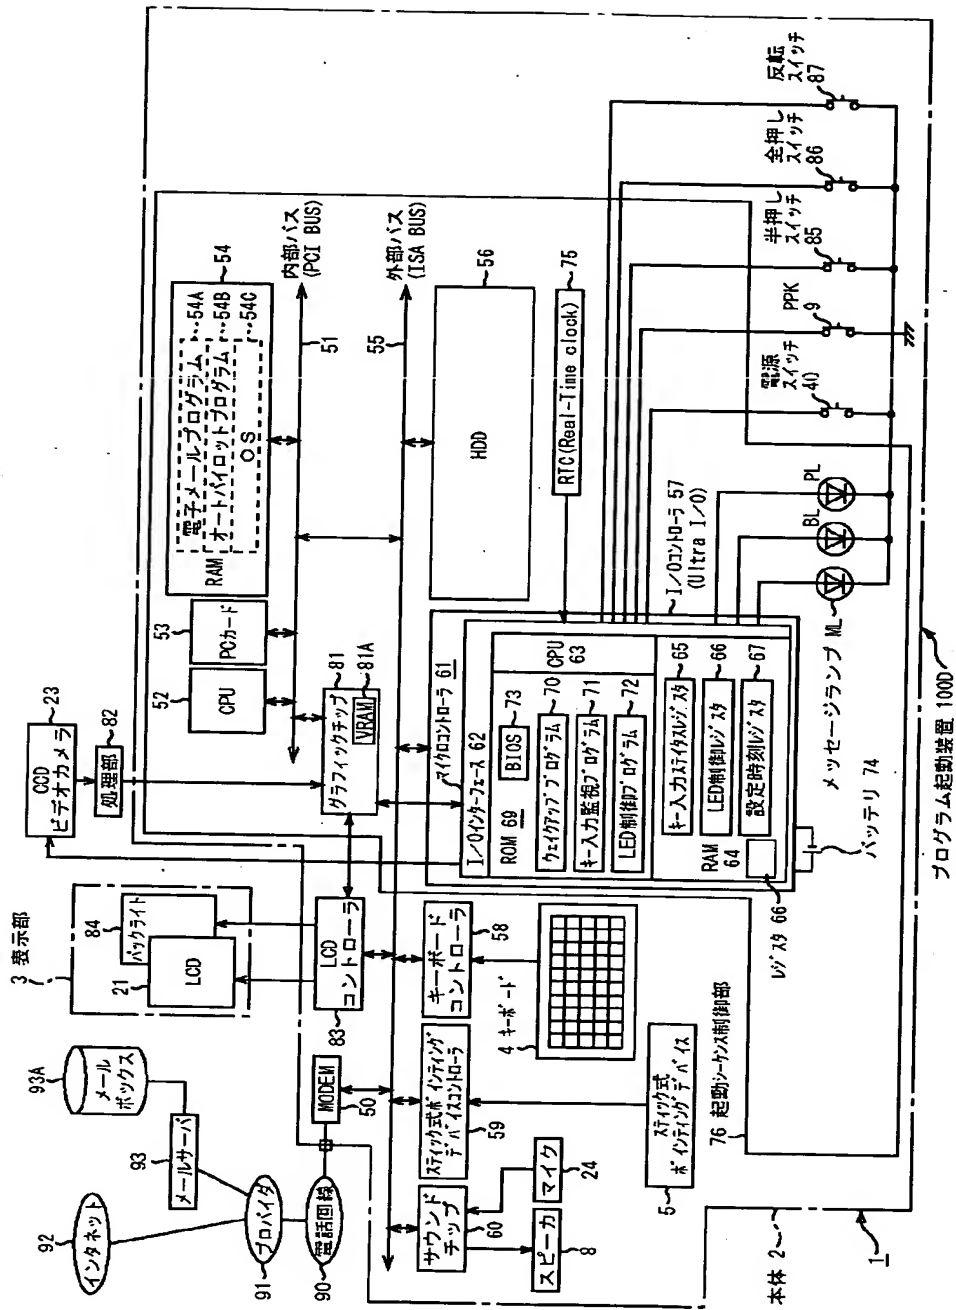 92
インタネット
91
プロバイダ
90
電話回線
93
メールサーバ
93A
メール
ボックス
3 表示部
21
LCD
84
バックライト
CCD
ビデオカメラ
23
処理部
82
MODEM
50
LCD
コントローラ
83
グラフィックチップ
81
VRAM
81A
52
CPU
53
PCカード
RAM
54
電子メールプログラム
54A
オートパイロットプログラム
54B
OS
54C
内部バス
(PCI BUS)
51
外部バス
(ISA BUS)
55
サウンド
チップ
60
スピーカ
8
マイク
24
スティック式ポインティング
デバイスコントローラ
59
キーボード
コントローラ
58
4 キーボード
スティック式
ポインティングデバイス
5
マイクロコントローラ 61
I/Oインターフェース 62
ROM 69
BIOS
73
ウェイクアッププログラム
70
キー入力監視プログラム
71
LED制御プログラム
72
CPU
63
RAM
64
キー入力ステイタスレジスタ
65
LED制御レジスタ
66
設定時刻レジスタ
67
レジスタ 66
I/Oコントローラ 57
(Ultra I/O)
HDD
56
RTC(Real-Time clock)
75
76 起動シーケンス制御部
バッテリ 74
メッセージランプ ML
BL
PL
電源
スイッチ
40
PPK
9
半押し
スイッチ
85
全押し
スイッチ
86
反転
スイッチ
87
本体 2
1
プログラム起動装置 100D